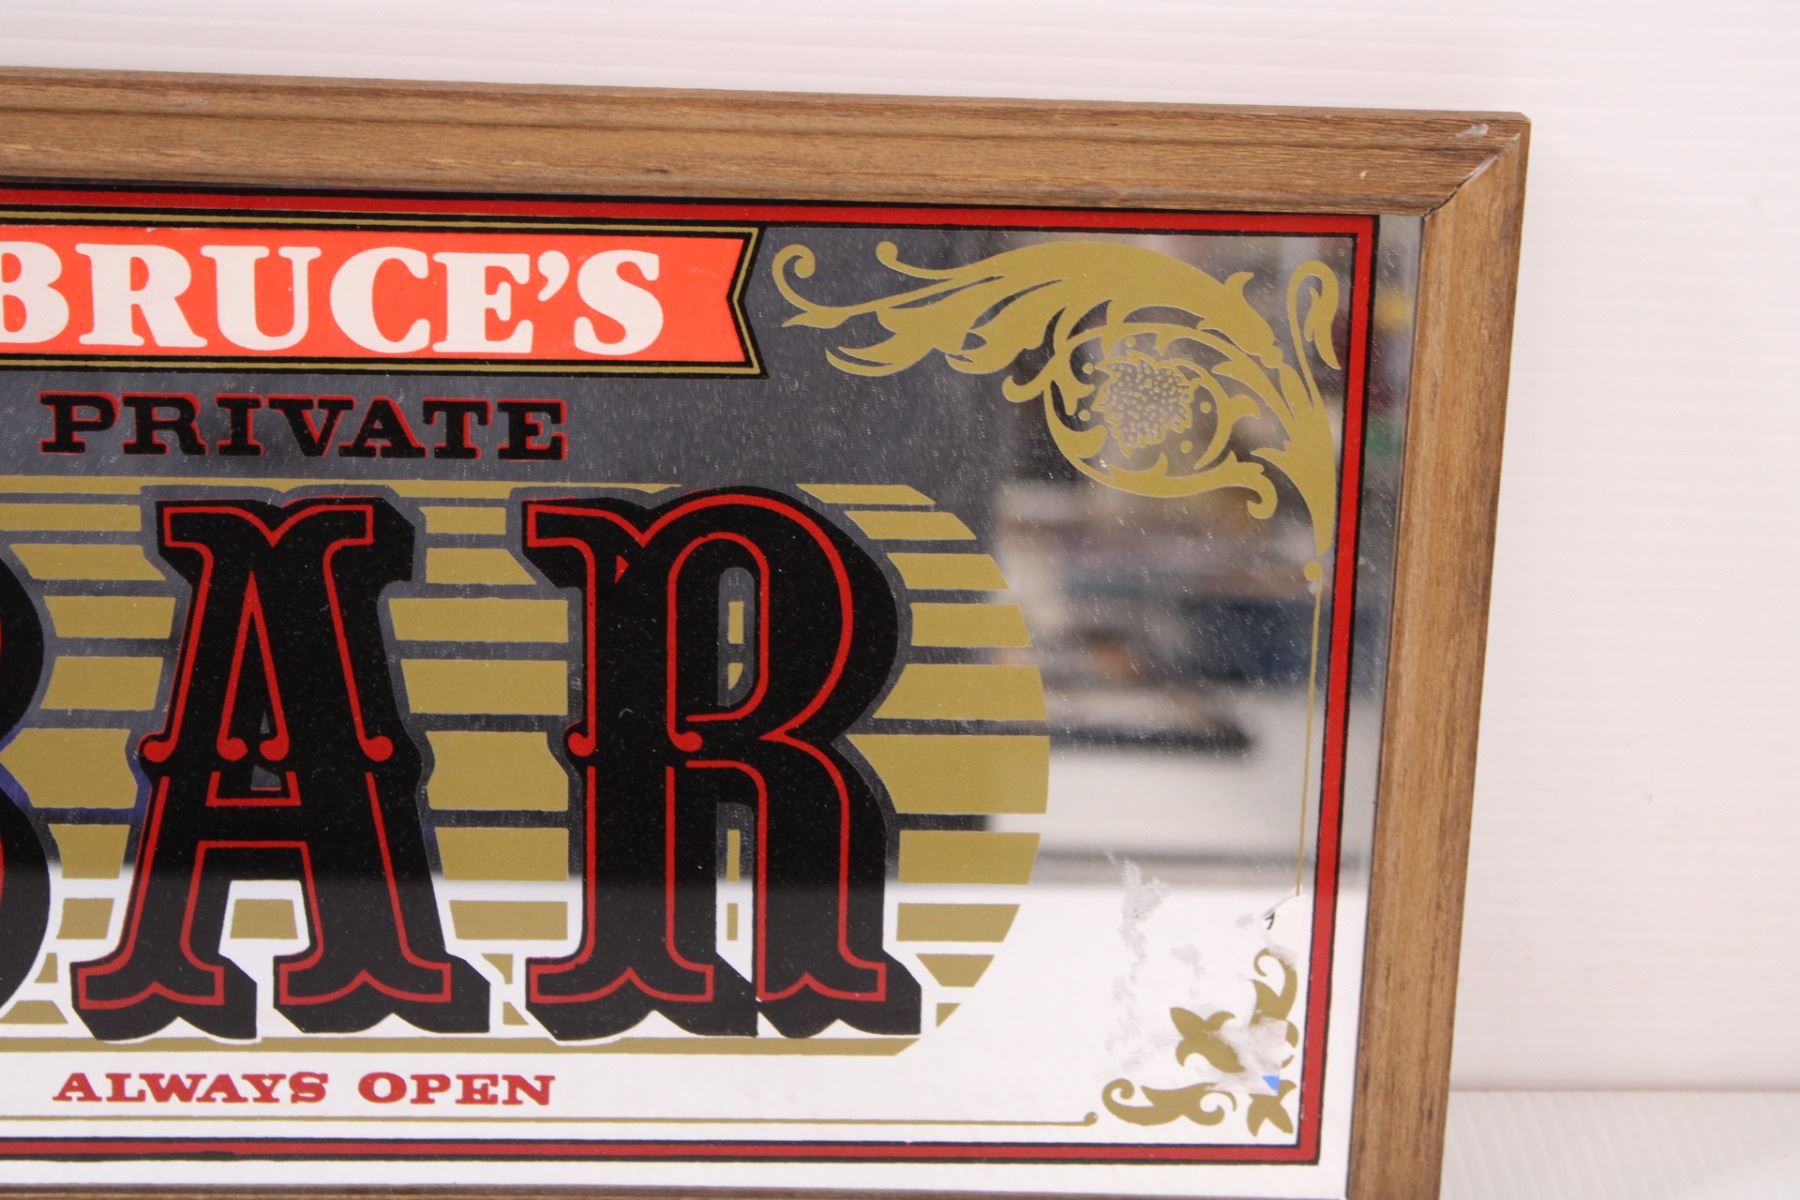 BRUCE'S
PRIVATE
BAR
ALWAYS OPEN